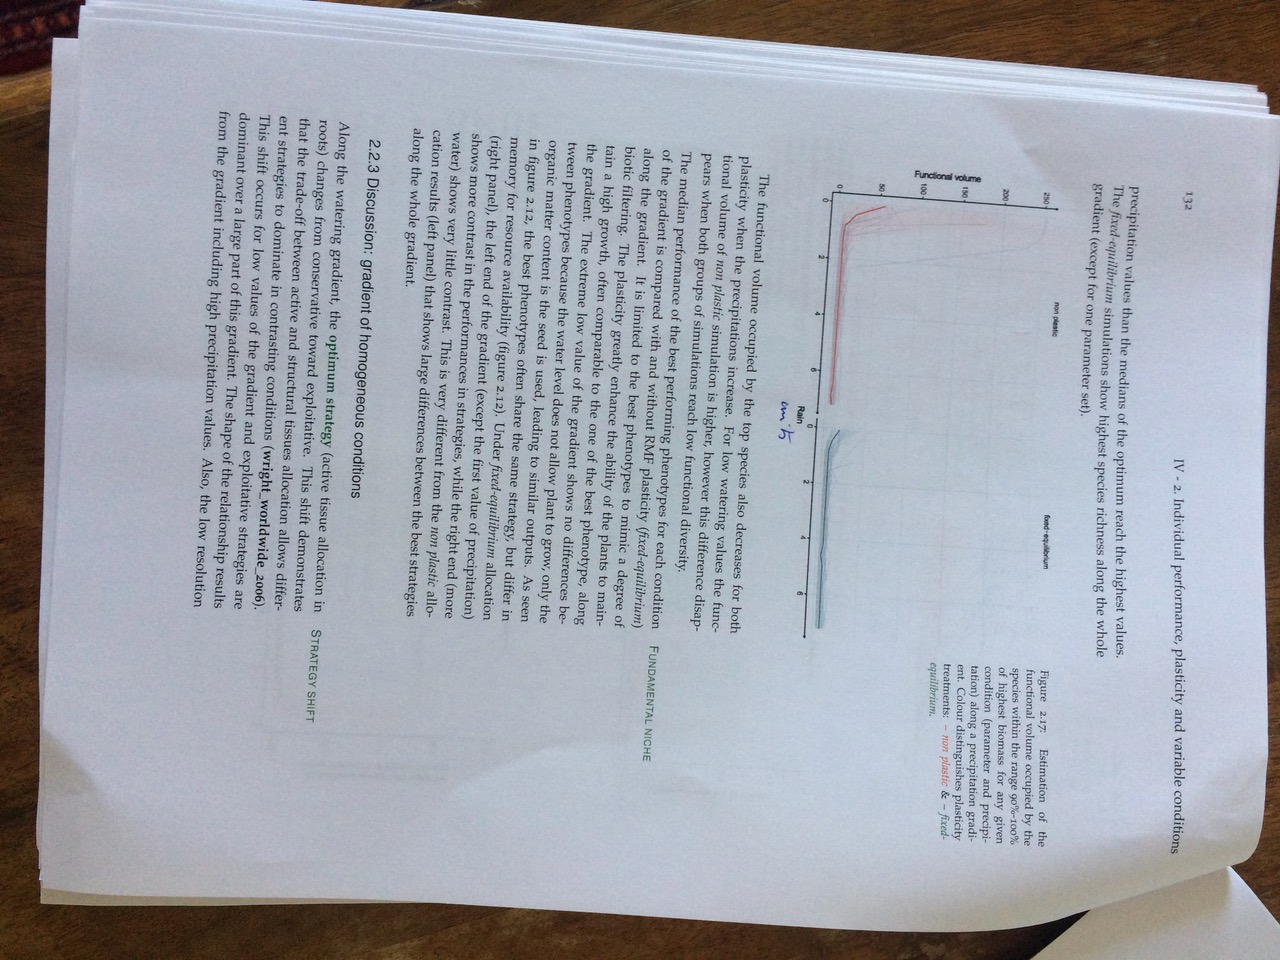 132
IV - 2. Individual performance, plasticity and variable conditions
precipitation values than the medians of the optimum reach the highest values.
The fixed-equilibrium simulations show highest species richness along the whole
gradient (except for one parameter set).
non plastic
fixed-equilibrium
250
200
150
100
50
0
Functional volume
0
2
4
6
0
2
4
6
Rain
Figure 2.17: Estimation of the
functional volume occupied by the
species within the range 90%-100%
of highest biomass for any given
condition (parameter and precipi-
tation) along a precipitation gradi-
ent. Colour distinguishes plasticity
treatments: – non plastic & – fixed-
equilibrium.
The functional volume occupied by the top species also decreases for both
plasticity when the precipitations increase. For low watering values the func-
tional volume of non plastic simulation is higher, however this difference disap-
pears when both groups of simulations reach low functional diversity.
The median performance of the best performing phenotypes for each condition
of the gradient is compared with and without RMF plasticity (fixed-equilibrium)
along the gradient. It is limited to the best phenotypes to mimic a degree of
biotic filtering. The plasticity greatly enhance the ability of the plants to main-
tain a high growth, often comparable to the one of the best phenotype, along
the gradient. The extreme low value of the gradient shows no differences be-
tween phenotypes because the water level does not allow plant to grow, only the
organic matter content is the seed is used, leading to similar outputs. As seen
in figure 2.12, the best phenotypes often share the same strategy, but differ in
memory for resource availability (figure 2.12). Under fixed-equilibrium allocation
(right panel), the left end of the gradient (except the first value of precipitation)
shows more contrast in the performances in strategies, while the right end (more
water) shows very little contrast. This is very different from the non plastic allo-
cation results (left panel) that shows large differences between the best strategies
along the whole gradient.
FUNDAMENTAL NICHE
2.2.3 Discussion: gradient of homogeneous conditions
Along the watering gradient, the optimum strategy (active tissue allocation in
roots) changes from conservative toward exploitative. This shift demonstrates
that the trade-off between active and structural tissues allocation allows differ-
ent strategies to dominate in contrasting conditions (wright_worldwide_2006).
This shift occurs for low values of the gradient and exploitative strategies are
dominant over a large part of this gradient. The shape of the relationship results
from the gradient including high precipitation values. Also, the low resolution
STRATEGY SHIFT